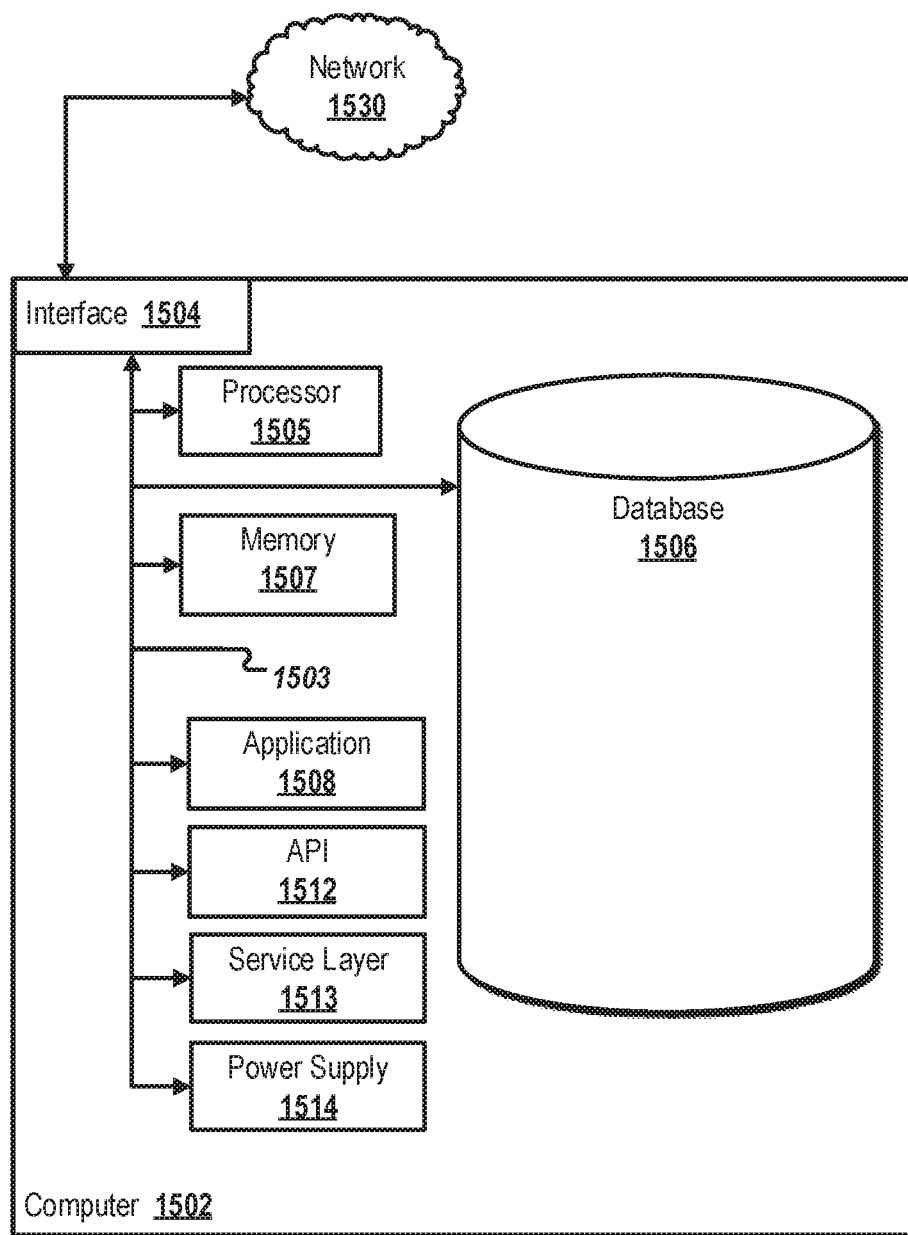 Network
1530
Interface 1504
Processor
1505
Database
1506
Memory
1507
1503
Application
1508
API
1512
Service Layer
1513
Power Supply
1514
Computer 1502